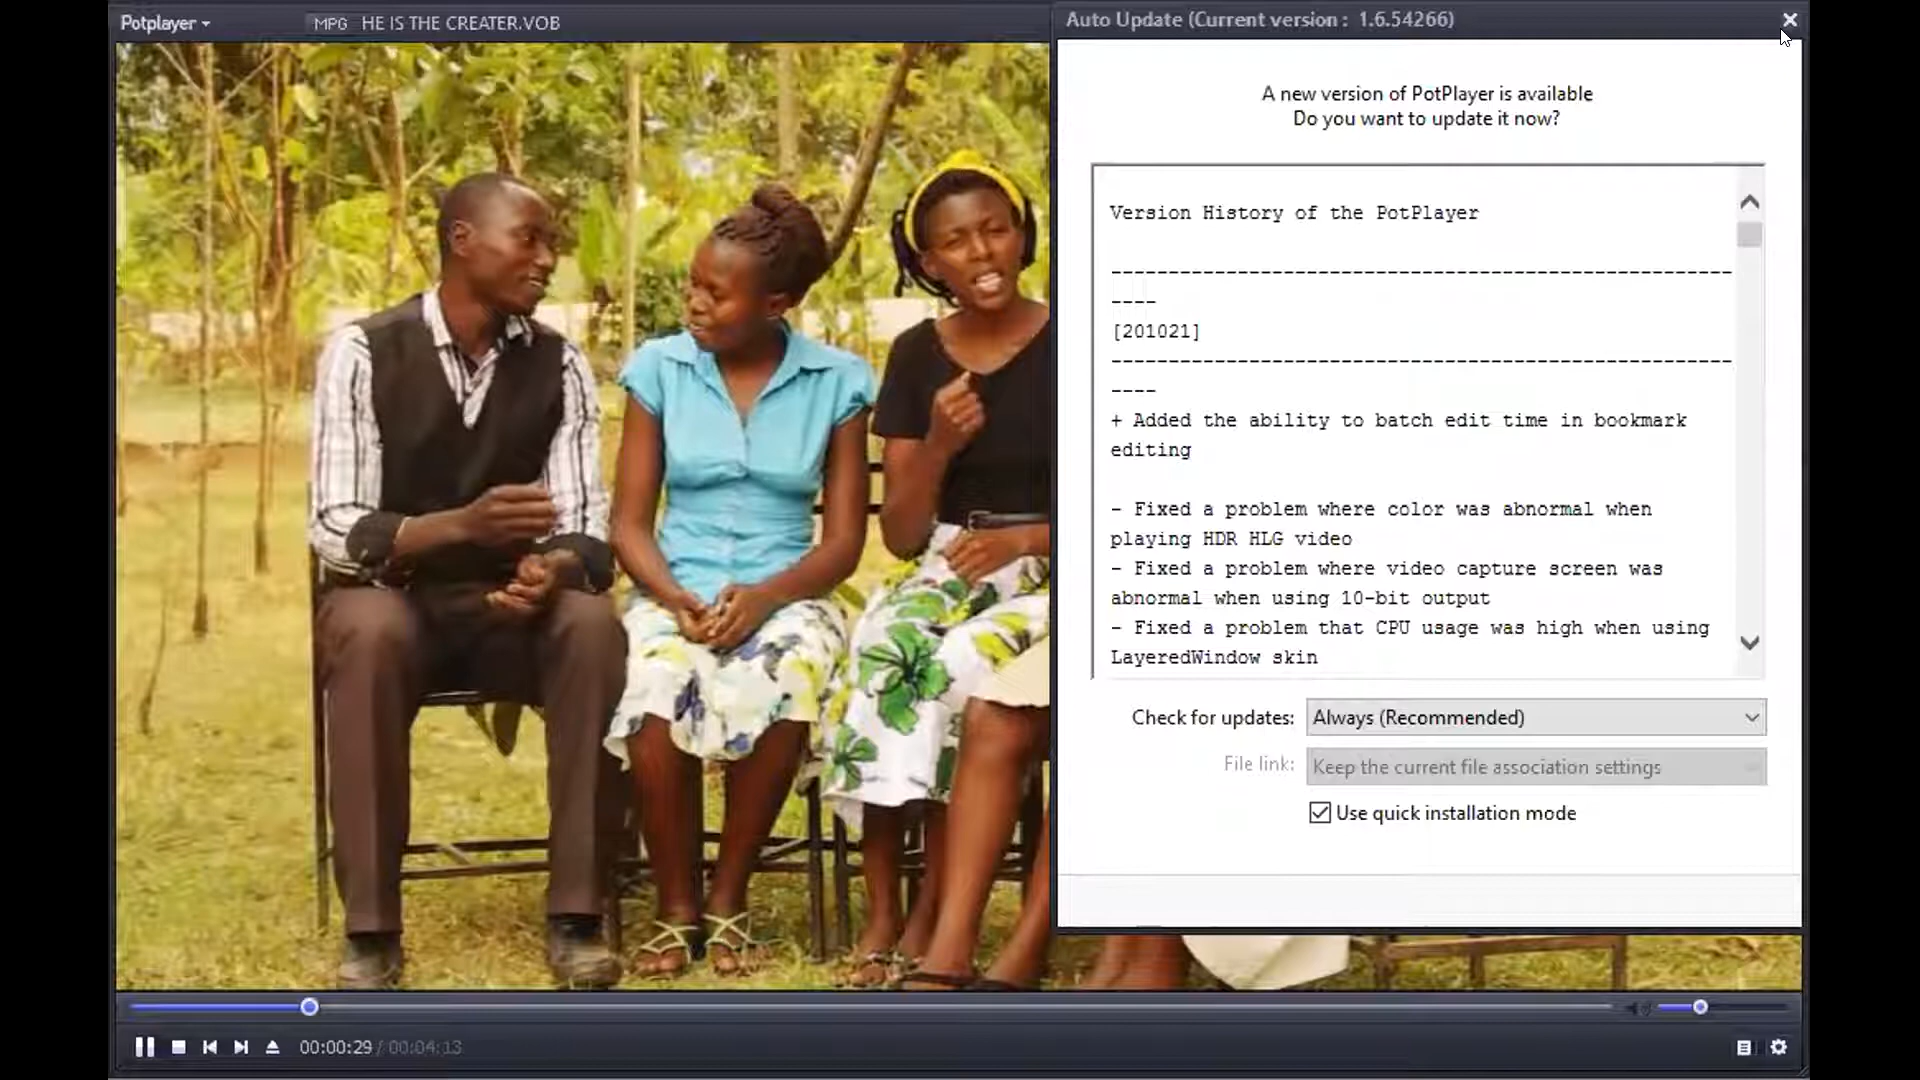 Potplayer
MPG HE IS THE CREATER.VOB
Auto Update (Current version : 1.6.54266)
A new version of PotPlayer is available
Do you want to update it now?
Version History of the PotPlayer
------------------------------------------------------
----
[201021]
------------------------------------------------------
----
+ Added the ability to batch edit time in bookmark
editing
- Fixed a problem where color was abnormal when
playing HDR HLG video
- Fixed a problem where video capture screen was
abnormal when using 10-bit output
- Fixed a problem that CPU usage was high when using
LayeredWindow skin
Check for updates: Always (Recommended)
File link: Keep the current file association settings
Use quick installation mode
00:00:29 / 00:04:13